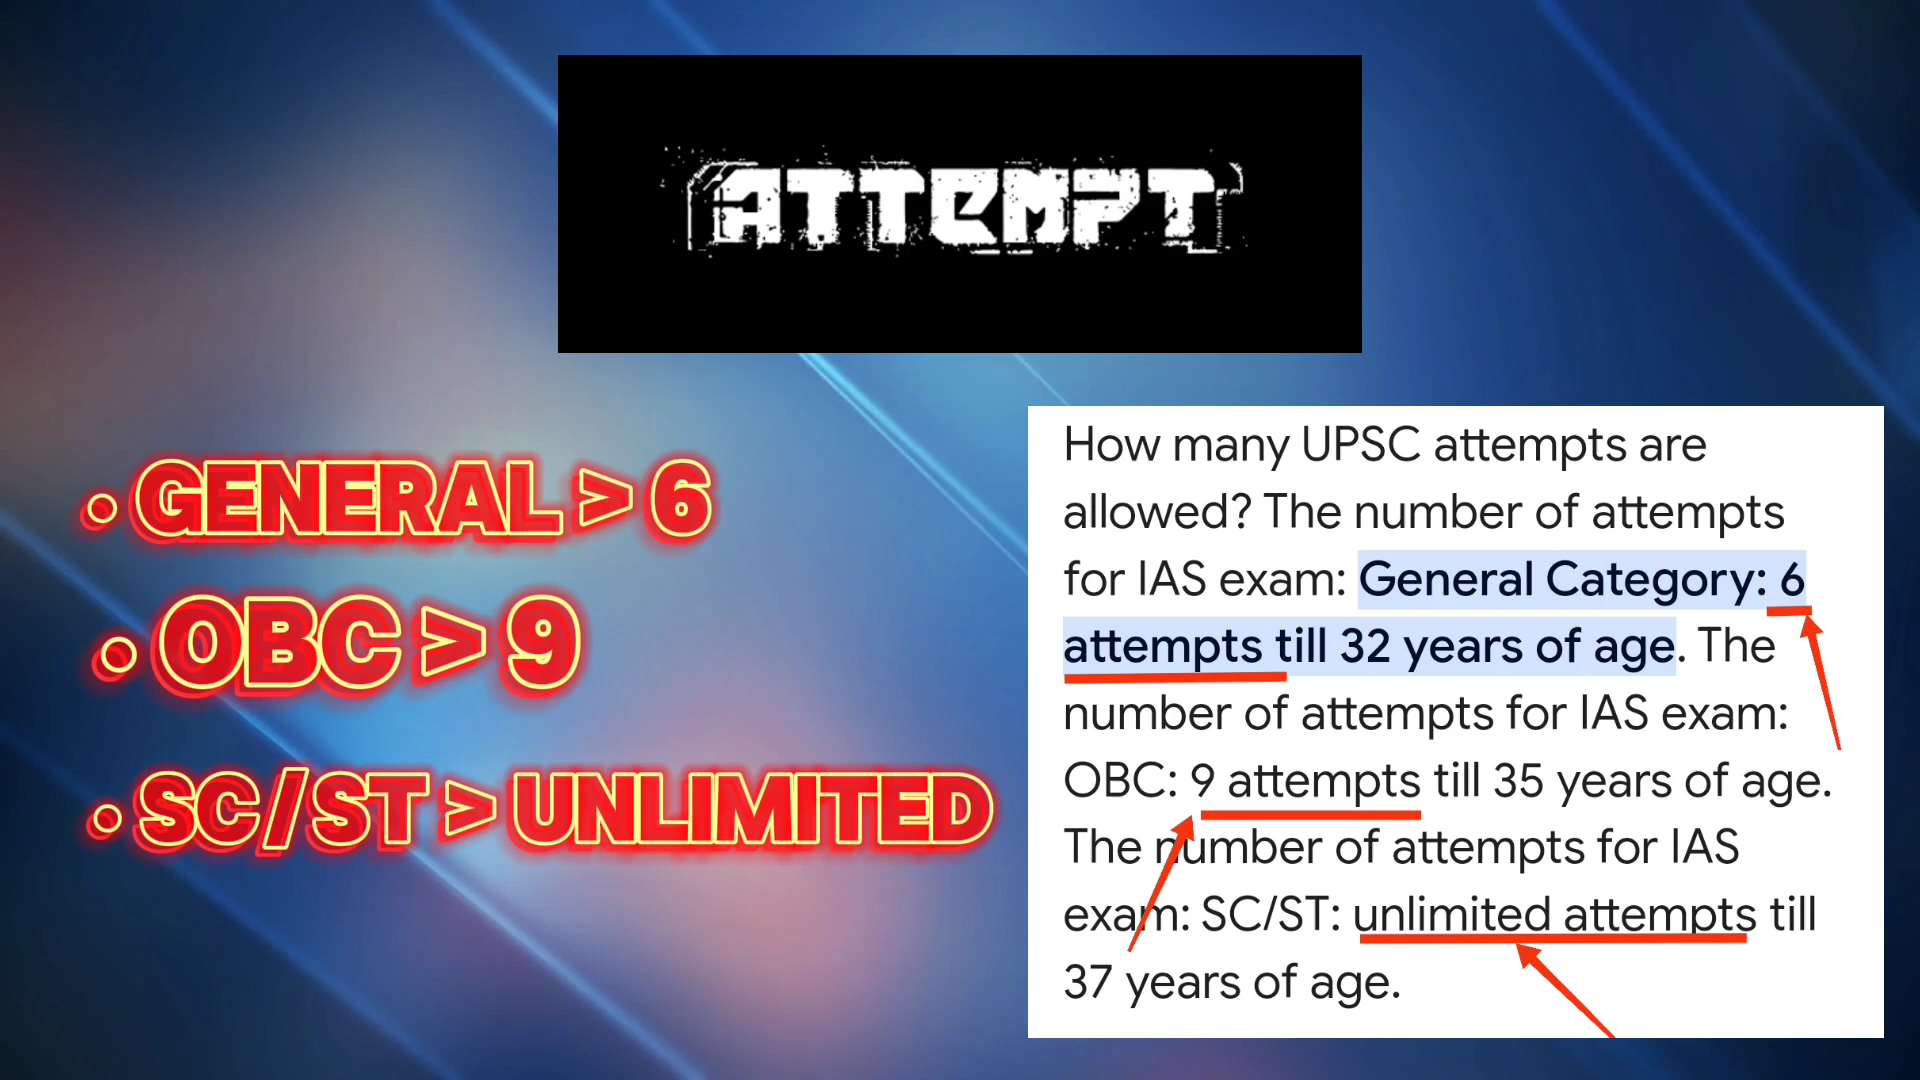 ATTEMPT
• GENERAL > 6
• OBC > 9
• SC/ST > UNLIMITED
How many UPSC attempts are
allowed? The number of attempts
for IAS exam: General Category: 6
attempts till 32 years of age. The
number of attempts for IAS exam:
OBC: 9 attempts till 35 years of age.
The number of attempts for IAS
exam: SC/ST: unlimited attempts till
37 years of age.